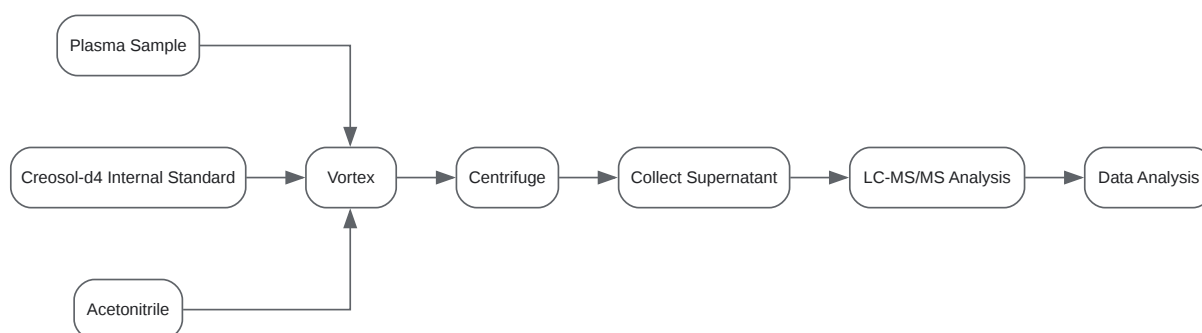 Plasma Sample
Creosol-d4 Internal Standard
Vortex
Centrifuge
Collect Supernatant
LC-MS/MS Analysis
Data Analysis
Acetonitrile